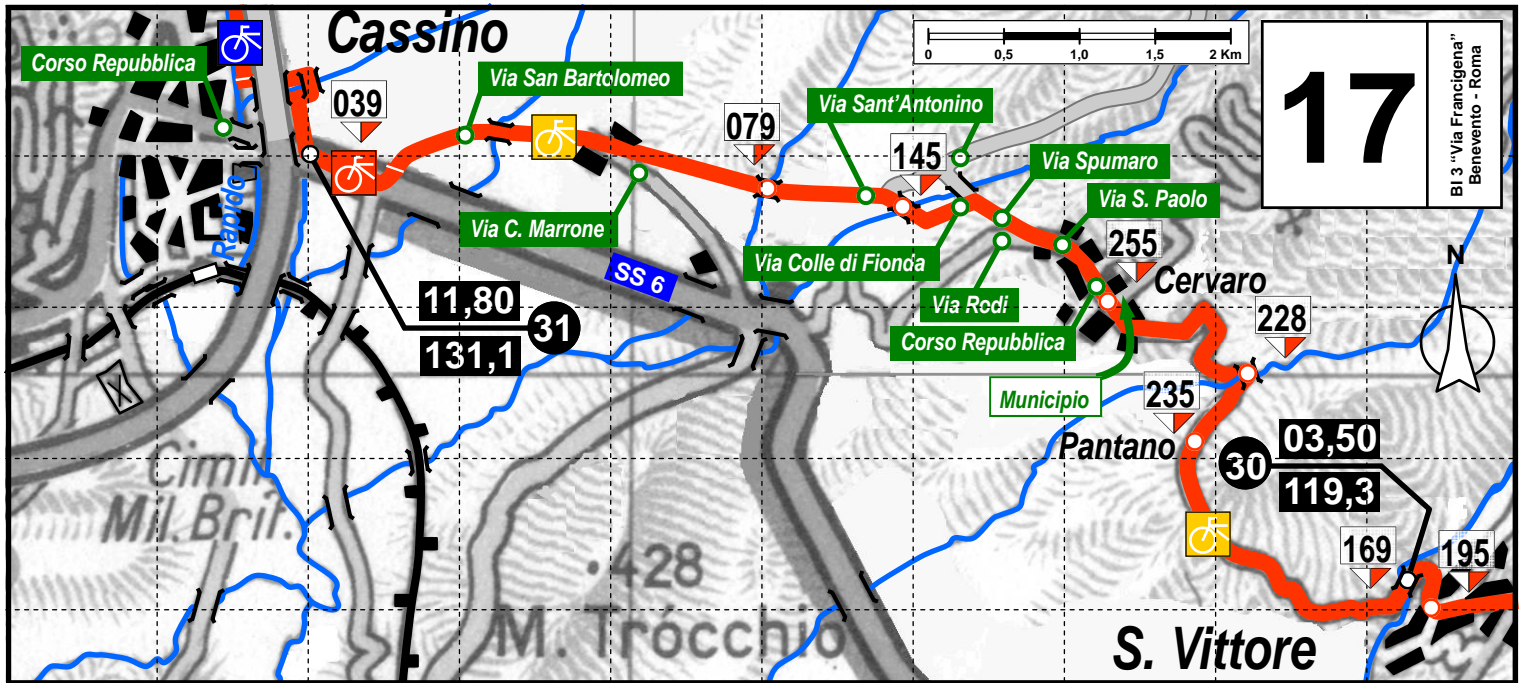 Cassino
Corso Repubblica
039
Via San Bartolomeo
0 0,5 1,0 1,5 2 Km
17
BI 3 “Via Francigena”
Benevento - Roma
Via Sant’Antonino
079
145
Via Spumaro
Via S. Paolo
Rapido
Via C. Marrone
Via Colle di Fionda
255
SS 6
Via Rodi
Cervaro
N
11,80
31
131,1
Corso Repubblica
228
Municipio
235
Pantano
30
03,50
119,3
Cimit.
Mil.Brit.
169
195
·428
M. Trocchio
S. Vittore